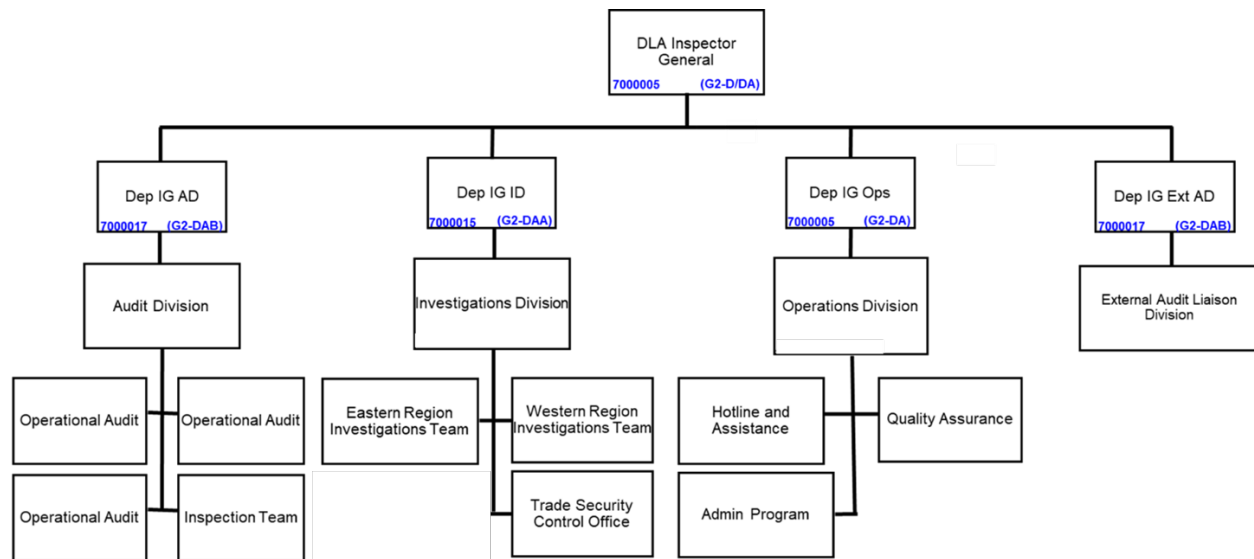 DLA Inspector
General
7000005 (G2-D/DA)
Dep IG AD
7000017 (G2-DAB)
Dep IG ID
7000015 (G2-DAA)
Dep IG Ops
7000005 (G2-DA)
Dep IG Ext AD
7000017 (G2-DAB)
Audit Division
Investigations Division
Operations Division
External Audit Liaison
Division
Operational Audit
Operational Audit
Eastern Region
Investigations Team
Western Region
Investigations Team
Hotline and
Assistance
Quality Assurance
Operational Audit
Inspection Team
Trade Security
Control Office
Admin Program